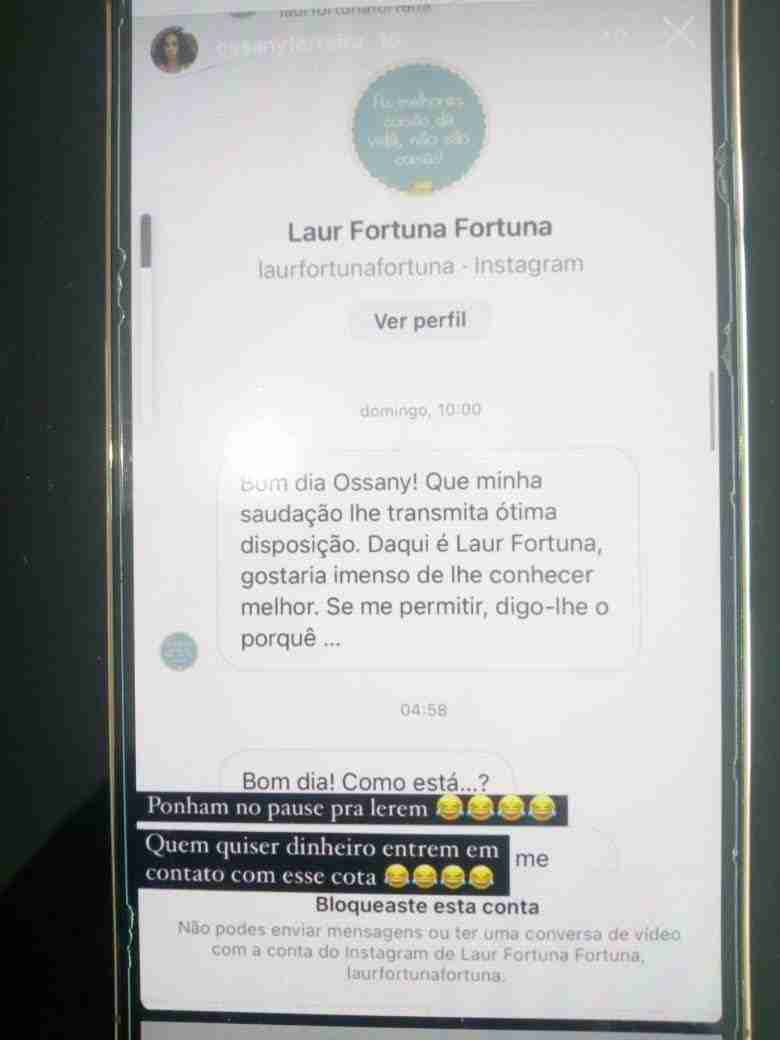 laurfortunafortuna
ossanyferreira 1d
As melhores
coisas da
vida, não são
coisas!
Laur Fortuna Fortuna
laurfortunafortuna - Instagram
Ver perfil
domingo, 10:00
Bom dia Ossany! Que minha
saudação lhe transmita ótima
disposição. Daqui é Laur Fortuna,
gostaria imenso de lhe conhecer
melhor. Se me permitir, digo-lhe o
porquê ...
04:58
Bom dia! Como está...?
Ponham no pause pra lerem 😂😂😂😂
Quem quiser dinheiro entrem em
contato com esse cota 😂😂😂😂
me
Bloqueaste esta conta
Não podes enviar mensagens ou ter uma conversa de vídeo
com a conta do Instagram de Laur Fortuna Fortuna,
laurfortunafortuna.